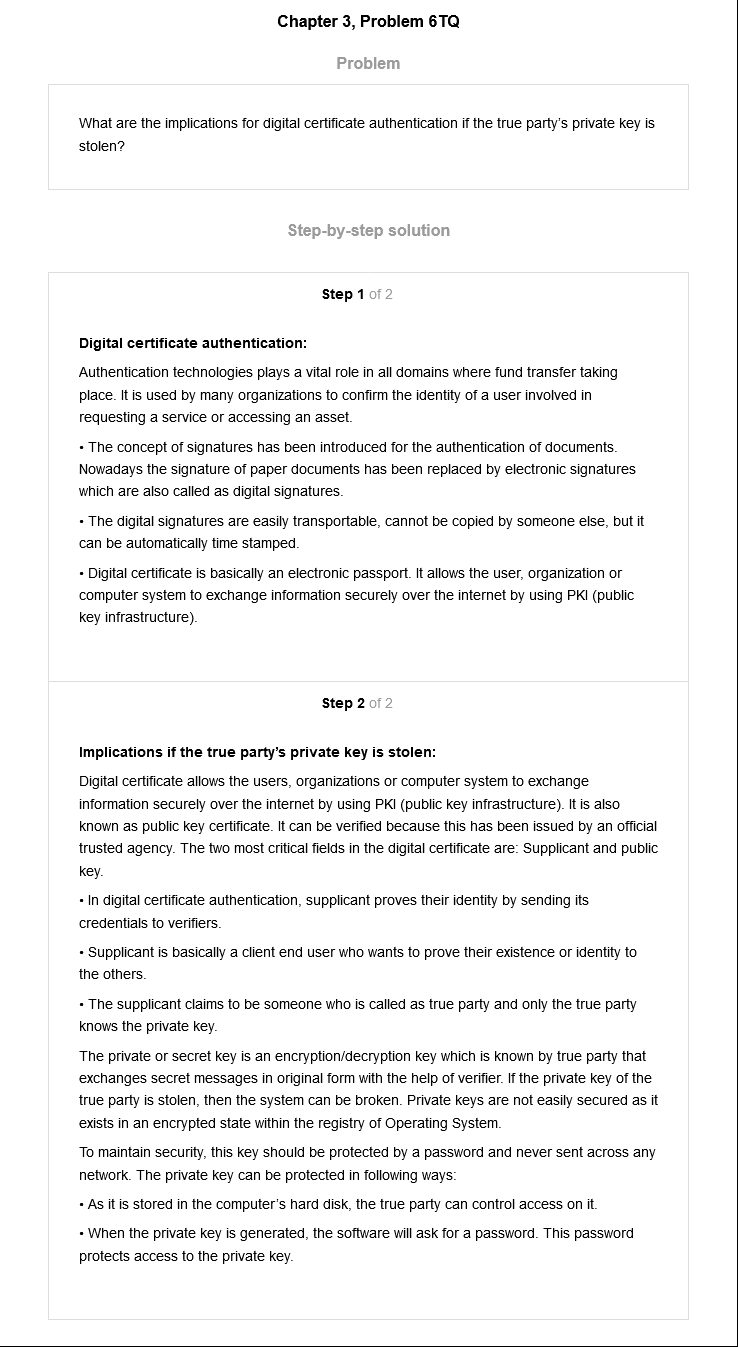 Chapter 3, Problem 6TQ
Problem
What are the implications for digital certificate authentication if the true party's private key is
stolen?
Step-by-step solution
Step 1 of 2
Digital certificate authentication:
Authentication technologies plays a vital role in all domains where fund transfer taking
place. It is used by many organizations to confirm the identity of a user involved in
requesting a service or accessing an asset.
• The concept of signatures has been introduced for the authentication of documents.
Nowadays the signature of paper documents has been replaced by electronic signatures
which are also called as digital signatures.
• The digital signatures are easily transportable, cannot be copied by someone else, but it
can be automatically time stamped.
• Digital certificate is basically an electronic passport. It allows the user, organization or
computer system to exchange information securely over the internet by using PKI (public
key infrastructure).
Step 2 of 2
Implications if the true party's private key is stolen:
Digital certificate allows the users, organizations or computer system to exchange
information securely over the internet by using PKI (public key infrastructure). It is also
known as public key certificate. It can be verified because this has been issued by an official
trusted agency. The two most critical fields in the digital certificate are: Supplicant and public
key.
• In digital certificate authentication, supplicant proves their identity by sending its
credentials to verifiers.
• Supplicant is basically a client end user who wants to prove their existence or identity to
the others.
• The supplicant claims to be someone who is called as true party and only the true party
knows the private key.
The private or secret key is an encryption/decryption key which is known by true party that
exchanges secret messages in original form with the help of verifier. If the private key of the
true party is stolen, then the system can be broken. Private keys are not easily secured as it
exists in an encrypted state within the registry of Operating System.
To maintain security, this key should be protected by a password and never sent across any
network. The private key can be protected in following ways:
• As it is stored in the computer's hard disk, the true party can control access on it.
• When the private key is generated, the software will ask for a password. This password
protects access to the private key.